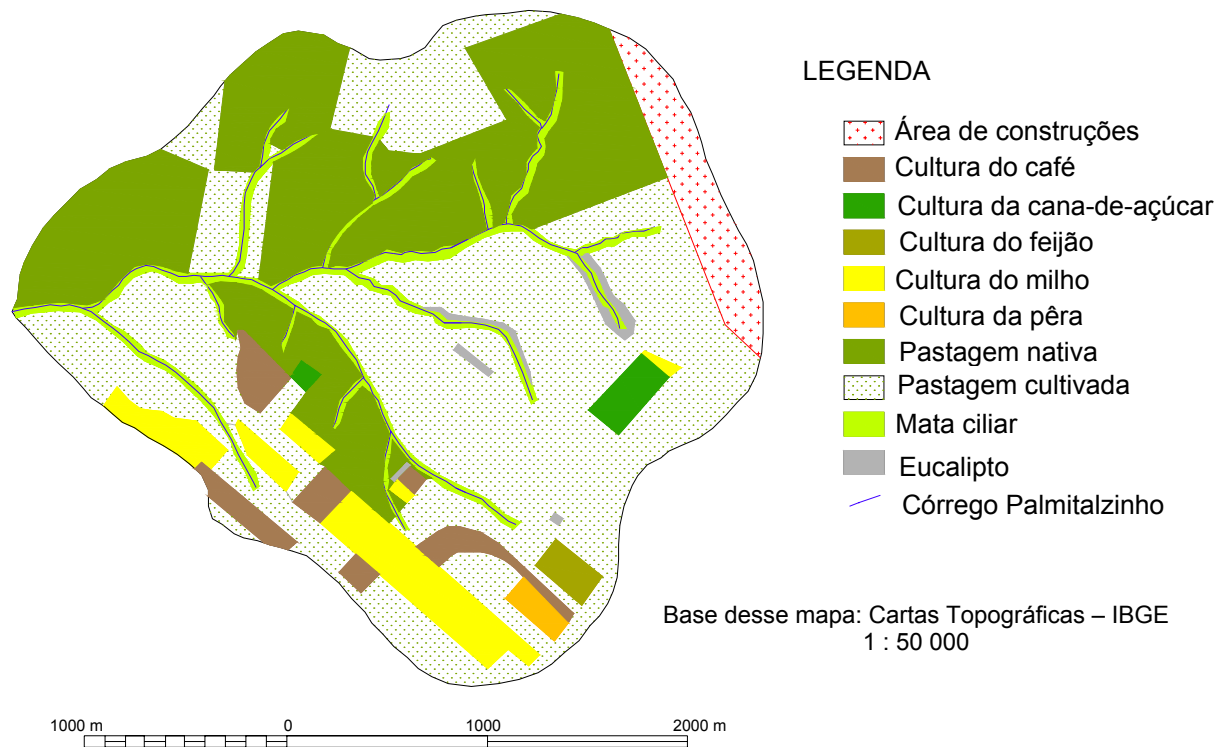 LEGENDA
Área de construções
Cultura do café
Cultura da cana-de-açúcar
Cultura do feijão
Cultura do milho
Cultura da pêra
Pastagem nativa
Pastagem cultivada
Mata ciliar
Eucalipto
Córrego Palmitalzinho
Base desse mapa: Cartas Topográficas – IBGE
1 : 50 000
1000 m 0 1000 2000 m